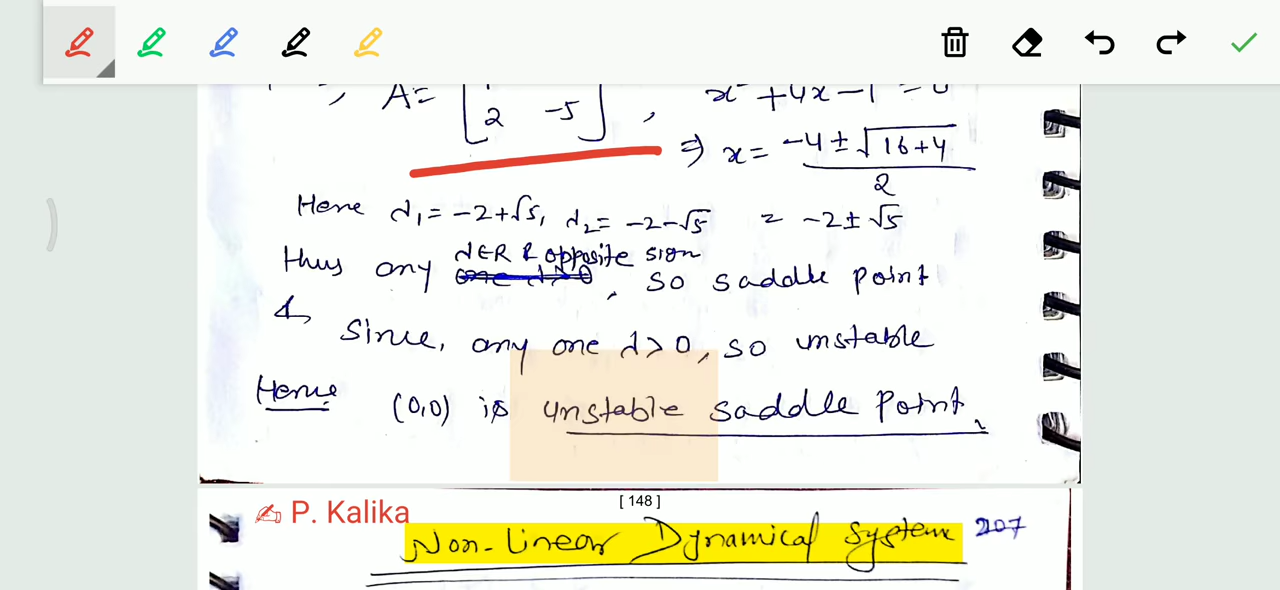 , A = [ 2 -5 ] , x² + 4x - 1 = 0
⇒ x = -4 ± √16+4 / 2
Here λ₁ = -2+√5, λ₂ = -2-√5 = -2 ± √5
Thus any λ∈R & opposite sign, so saddle point
&
Since, any one λ > 0, so unstable
Hence (0,0) is unstable saddle point
[ 148 ]
✍ P. Kalika
Non-linear Dynamical System 207